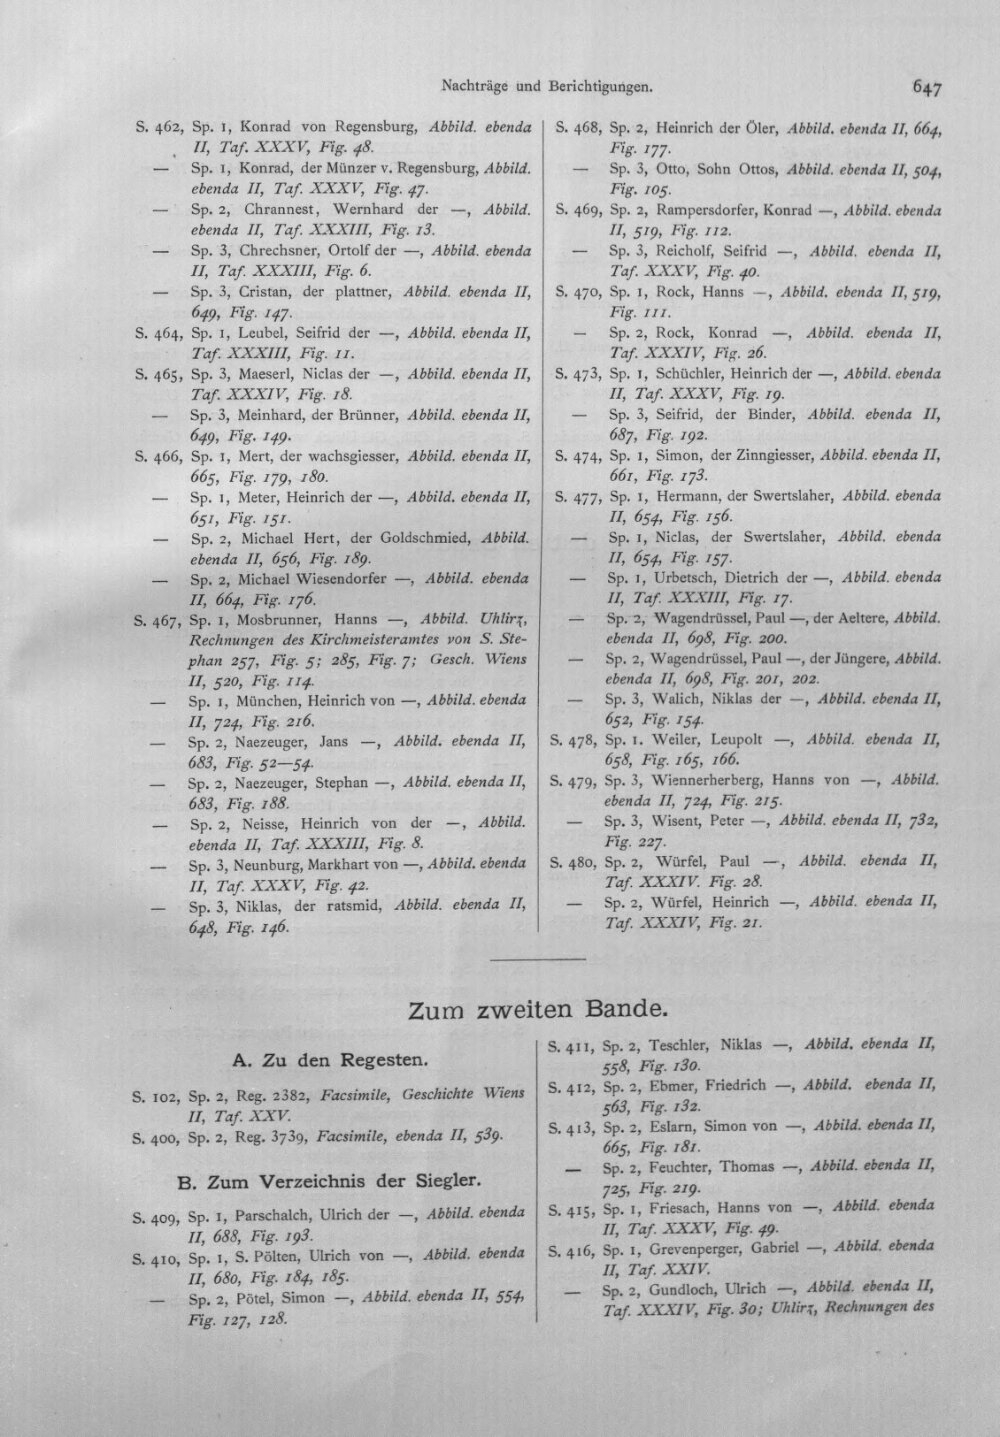 Nachträge und Berichtigungen.
647
S. 462, Sp. 1, Konrad von Regensburg, Abbild. ebenda
II, Taf. XXXV, Fig. 48.
— Sp. 1, Konrad, der Münzer v. Regensburg, Abbild.
ebenda II, Taf. XXXV, Fig. 47.
— Sp. 2, Chrannest, Wernhard der —, Abbild.
ebenda II, Taf. XXXIII, Fig. 13.
— Sp. 3, Chrechsner, Ortolf der —, Abbild. ebenda
II, Taf. XXXIII, Fig. 6.
— Sp. 3, Cristan, der plattner, Abbild. ebenda II,
649, Fig. 147.
S. 464, Sp. 1, Leubel, Seifrid der —, Abbild. ebenda II,
Taf. XXXIII, Fig. 11.
S. 465, Sp. 3, Maeserl, Niclas der —, Abbild. ebenda II,
Taf. XXXIV, Fig. 18.
— Sp. 3, Meinhard, der Brünner, Abbild. ebenda II,
649, Fig. 149.
S. 466, Sp. 1, Mert, der wachsgiesser, Abbild. ebenda II,
665, Fig. 179, 180.
— Sp. 1, Meter, Heinrich der —, Abbild. ebenda II,
651, Fig. 151.
— Sp. 2, Michael Hert, der Goldschmied, Abbild.
ebenda II, 656, Fig. 189.
— Sp. 2, Michael Wiesendorfer —, Abbild. ebenda
II, 664, Fig. 176.
S. 467, Sp. 1, Mosbrunner, Hanns —, Abbild. Uhlirz,
Rechnungen des Kirchmeisteramtes von S. Ste-
phan 257, Fig. 5; 285, Fig. 7; Gesch. Wiens
II, 520, Fig. 114.
— Sp. 1, München, Heinrich von —, Abbild. ebenda
II, 724, Fig. 216.
— Sp. 2, Naezeuger, Jans —, Abbild. ebenda II,
683, Fig. 52—54.
— Sp. 2, Naezeuger, Stephan —, Abbild. ebenda II,
683, Fig. 188.
— Sp. 2, Neisse, Heinrich von der —, Abbild.
ebenda II, Taf. XXXIII, Fig. 8.
— Sp. 3, Neunburg, Markhart von —, Abbild. ebenda
II, Taf. XXXV, Fig. 42.
— Sp. 3, Niklas, der ratsmid, Abbild. ebenda II,
648, Fig. 146.
S. 468, Sp. 2, Heinrich der Öler, Abbild. ebenda II, 664,
Fig. 177.
— Sp. 3, Otto, Sohn Ottos, Abbild. ebenda II, 504,
Fig. 105.
S. 469, Sp. 2, Rampersdorfer, Konrad —, Abbild. ebenda
II, 519, Fig. 112.
— Sp. 3, Reicholf, Seifrid —, Abbild. ebenda II,
Taf. XXXV, Fig. 40.
S. 470, Sp. 1, Rock, Hanns —, Abbild. ebenda II, 519,
Fig. 111.
— Sp. 2, Rock, Konrad —, Abbild. ebenda II,
Taf. XXXIV, Fig. 26.
S. 473, Sp. 1, Schüchler, Heinrich der —, Abbild. ebenda
II, Taf. XXXV, Fig. 19.
— Sp. 3, Seifrid, der Binder, Abbild. ebenda II,
687, Fig. 192.
S. 474, Sp. 1, Simon, der Zinngiesser, Abbild. ebenda II,
661, Fig. 173.
S. 477, Sp. 1, Hermann, der Swertslaher, Abbild. ebenda
II, 654, Fig. 156.
— Sp. 1, Niclas, der Swertslaher, Abbild. ebenda
II, 654, Fig. 157.
— Sp. 1, Urbetsch, Dietrich der —, Abbild. ebenda
II, Taf. XXXIII, Fig. 17.
— Sp. 2, Wagendrüssel, Paul —, der Aeltere, Abbild.
ebenda II, 698, Fig. 200.
— Sp. 2, Wagendrüssel, Paul —, der Jüngere, Abbild.
ebenda II, 698, Fig. 201, 202.
— Sp. 3, Walich, Niklas der —, Abbild. ebenda II,
652, Fig. 154.
S. 478, Sp. 1. Weiler, Leupolt —, Abbild. ebenda II,
658, Fig. 165, 166.
S. 479, Sp. 3, Wiennerherberg, Hanns von —, Abbild.
ebenda II, 724, Fig. 215.
— Sp. 3, Wisent, Peter —, Abbild. ebenda II, 732,
Fig. 227.
S. 480, Sp. 2, Würfel, Paul —, Abbild. ebenda II,
Taf. XXXIV. Fig. 28.
— Sp. 2, Würfel, Heinrich —, Abbild. ebenda II,
Taf. XXXIV, Fig. 21.
Zum zweiten Bande.
A. Zu den Regesten.
S. 102, Sp. 2, Reg. 2382, Facsimile, Geschichte Wiens
II, Taf. XXV.
S. 400, Sp. 2, Reg. 3739, Facsimile, ebenda II, 539.
B. Zum Verzeichnis der Siegler.
S. 409, Sp. 1, Parschalch, Ulrich der —, Abbild. ebenda
II, 688, Fig. 193.
S. 410, Sp. 1, S. Pölten, Ulrich von —, Abbild. ebenda
II, 680, Fig. 184, 185.
— Sp. 2, Pötel, Simon —, Abbild. ebenda II, 554,
Fig. 127, 128.
S. 411, Sp. 2, Teschler, Niklas —, Abbild. ebenda II,
558, Fig. 130.
S. 412, Sp. 2, Ebmer, Friedrich —, Abbild. ebenda II,
563, Fig. 132.
S. 413, Sp. 2, Eslarn, Simon von —, Abbild. ebenda II,
665, Fig. 181.
— Sp. 2, Feuchter, Thomas —, Abbild. ebenda II,
725, Fig. 219.
S. 415, Sp. 1, Friesach, Hanns von —, Abbild. ebenda
II, Taf. XXXV, Fig. 49.
S. 416, Sp. 1, Grevenperger, Gabriel —, Abbild. ebenda
II, Taf. XXIV.
— Sp. 2, Gundloch, Ulrich —, Abbild. ebenda II,
Taf. XXXIV, Fig. 30; Uhlirz, Rechnungen des